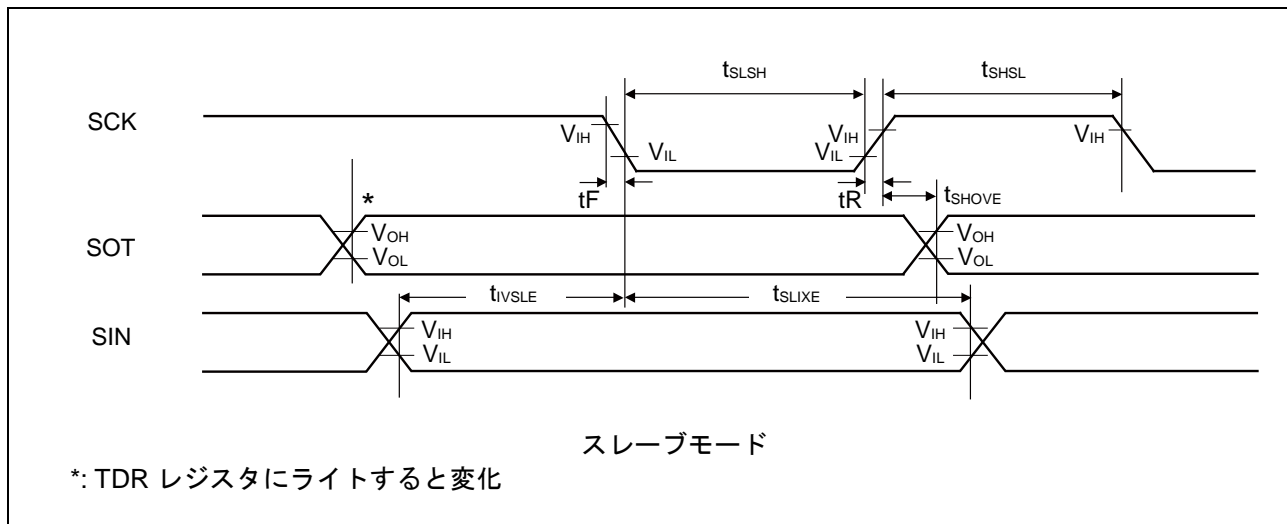 tSLSH tSHSL
SCK
VIH VIL VIH VIL VIH
tF tR tSHOVE
*
SOT
VOH VOH
VOL VOL
tIVSLE tSLIXE
SIN
VIH VIH
VIL VIL
スレーブモード
*: TDR レジスタにライトすると変化